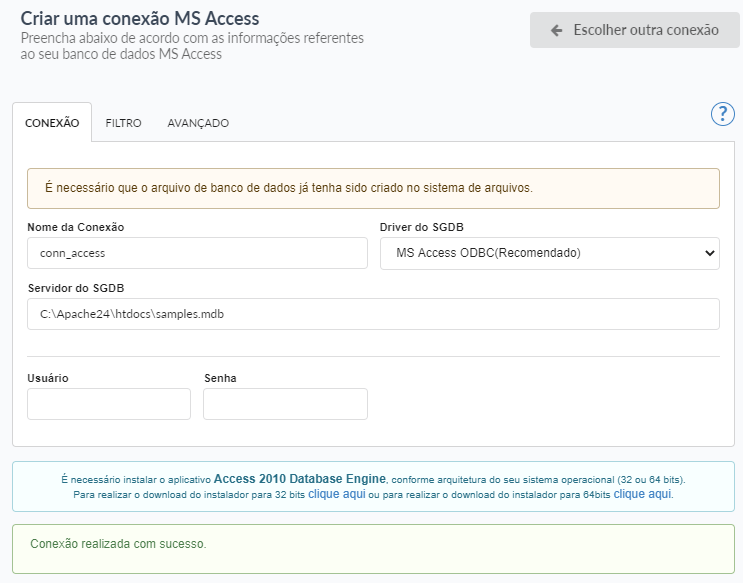 Criar uma conexão MS Access
Preencha abaixo de acordo com as informações referentes
ao seu banco de dados MS Access
Escolher outra conexão
CONEXÃO
FILTRO
AVANÇADO
?
É necessário que o arquivo de banco de dados já tenha sido criado no sistema de arquivos.
Nome da Conexão
Driver do SGDB
conn_access
MS Access ODBC(Recomendado)
Servidor do SGDB
C:\Apache24\htdocs\samples.mdb
Usuário
Senha
É necessário instalar o aplicativo Access 2010 Database Engine, conforme arquitetura do seu sistema operacional (32 ou 64 bits).
Para realizar o download do instalador para 32 bits clique aqui ou para realizar o download do instalador para 64bits clique aqui.
Conexão realizada com sucesso.